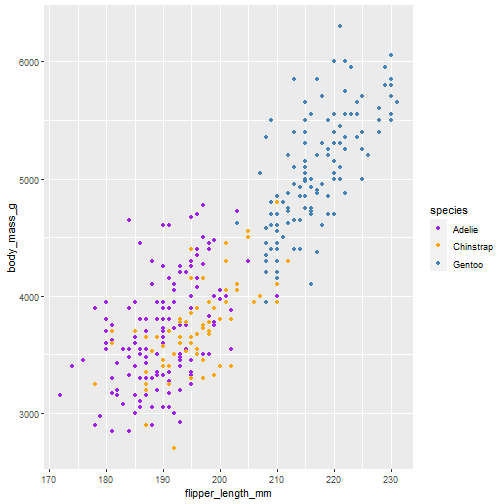 6000
5000
4000
3000
body_mass_g
170
180
190
200
210
220
230
flipper_length_mm
species
Adelie
Chinstrap
Gentoo